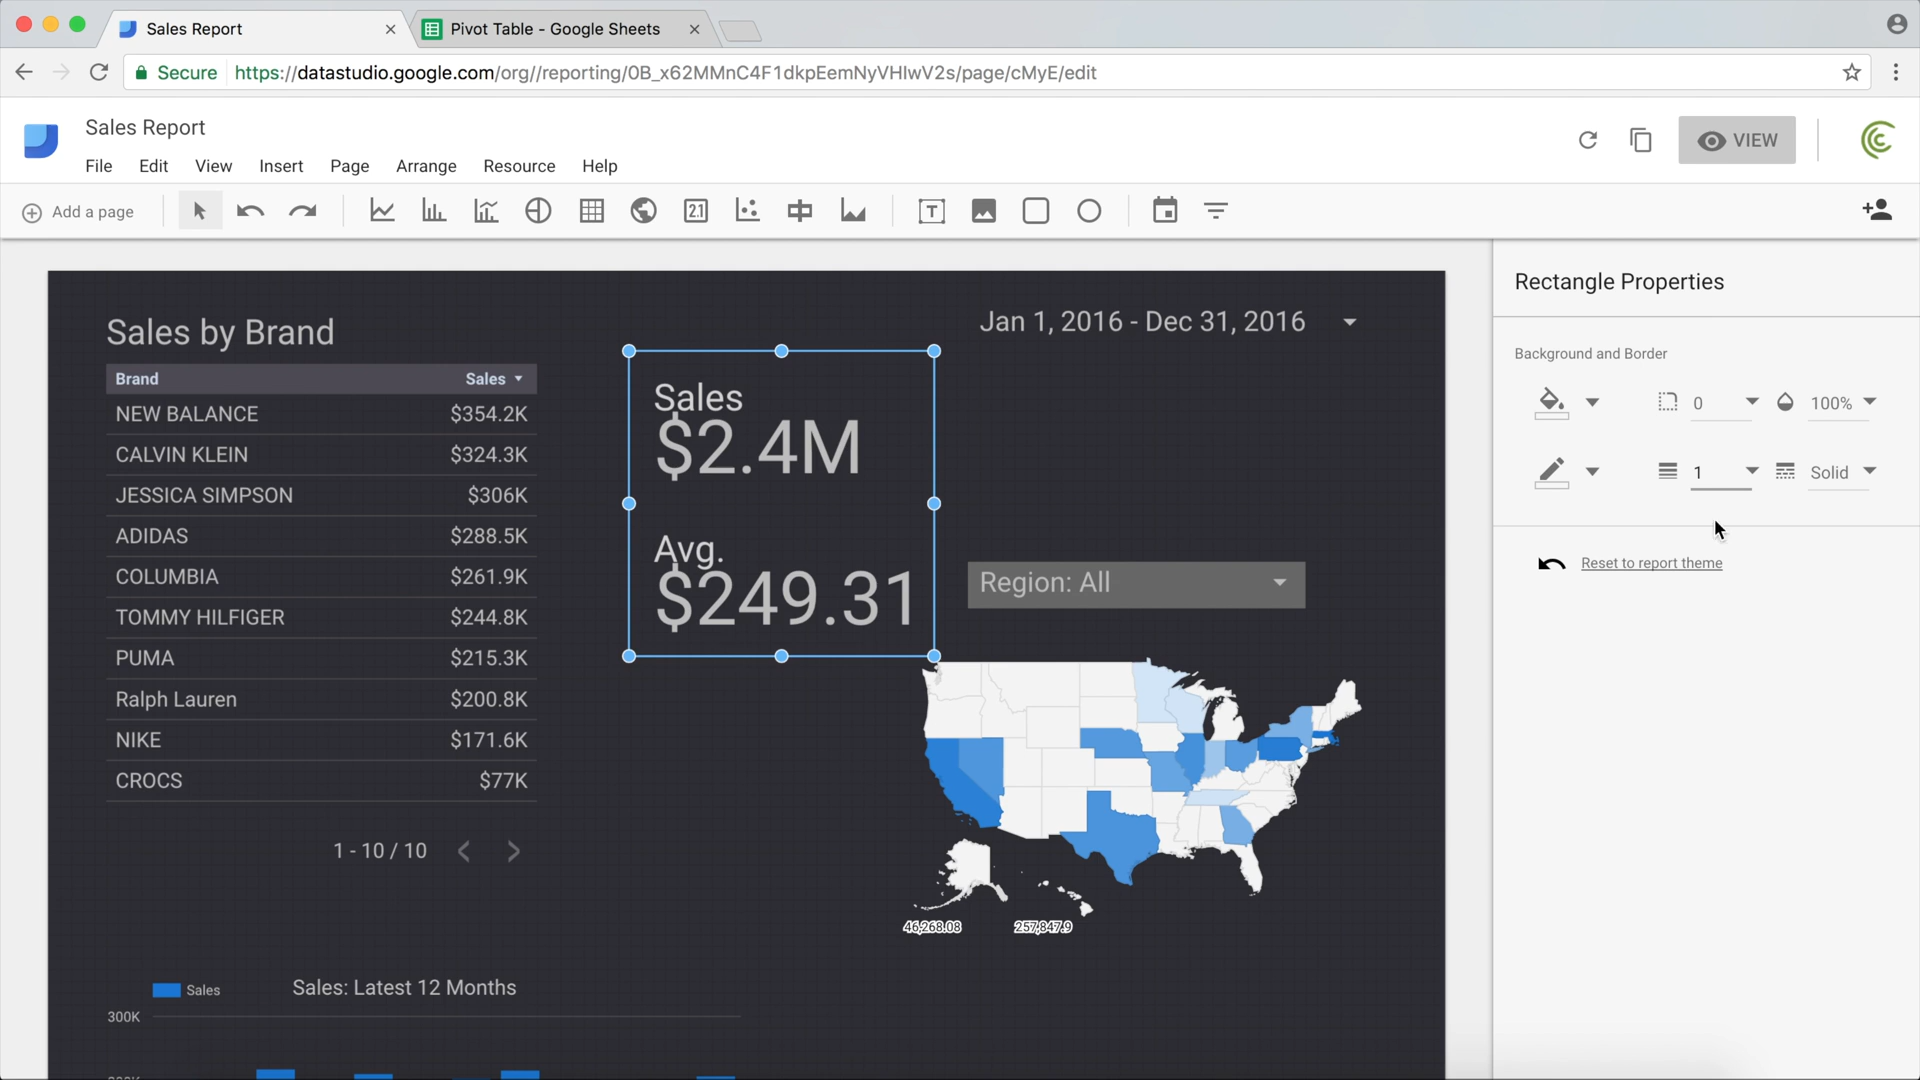 Sales Report
Pivot Table - Google Sheets
Secure
https://datastudio.google.com/org//reporting/0B_x62MMnC4F1dkpEemNyVHIwV2s/page/cMyE/edit
Sales Report
VIEW
File Edit View Insert Page Arrange Resource Help
Add a page
2.1
T
Rectangle Properties
Background and Border
0 100%
1 Solid
Reset to report theme
Sales by Brand
Brand Sales
NEW BALANCE $354.2K
CALVIN KLEIN $324.3K
JESSICA SIMPSON $306K
ADIDAS $288.5K
COLUMBIA $261.9K
TOMMY HILFIGER $244.8K
PUMA $215.3K
Ralph Lauren $200.8K
NIKE $171.6K
CROCS $77K
1 - 10 / 10
Sales
$2.4M
Avg.
$249.31
Jan 1, 2016 - Dec 31, 2016
Region: All
46,268.08 257,847.9
Sales
Sales: Latest 12 Months
300K